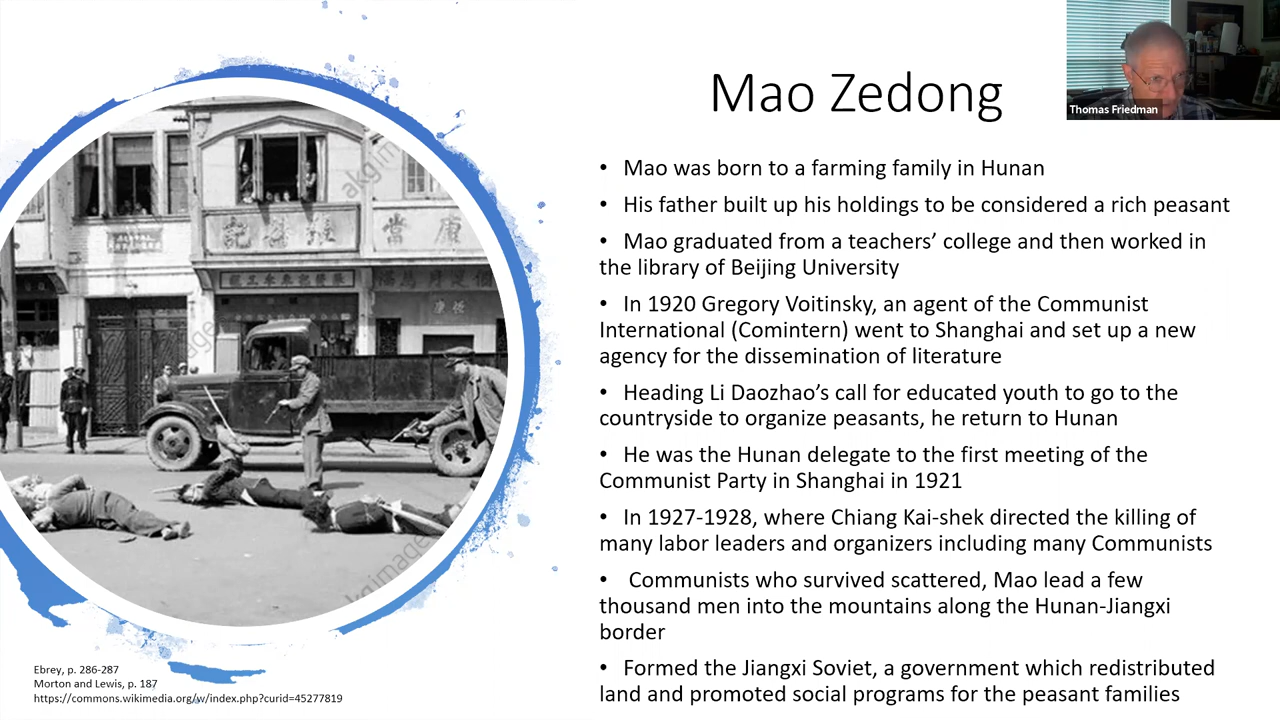 Mao Zedong
Thomas Friedman
• Mao was born to a farming family in Hunan
• His father built up his holdings to be considered a rich peasant
• Mao graduated from a teachers’ college and then worked in
the library of Beijing University
• In 1920 Gregory Voitinsky, an agent of the Communist
International (Comintern) went to Shanghai and set up a new
agency for the dissemination of literature
• Heading Li Daozhao’s call for educated youth to go to the
countryside to organize peasants, he return to Hunan
• He was the Hunan delegate to the first meeting of the
Communist Party in Shanghai in 1921
• In 1927-1928, where Chiang Kai-shek directed the killing of
many labor leaders and organizers including many Communists
• Communists who survived scattered, Mao lead a few
thousand men into the mountains along the Hunan-Jiangxi
border
• Formed the Jiangxi Soviet, a government which redistributed
land and promoted social programs for the peasant families
Ebrey, p. 286-287
Morton and Lewis, p. 187
https://commons.wikimedia.org/w/index.php?curid=45277819